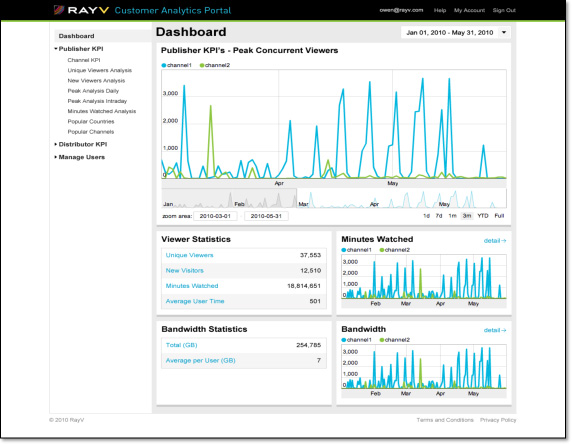 RAYV Customer Analytics Portal
owen@rayv.com Help My Account Sign Out
Dashboard
Publisher KPI
Channel KPI
Unique Viewers Analysis
New Viewers Analysis
Peak Analysis Daily
Peak Analysis Intraday
Minutes Watched Analysis
Popular Countries
Popular Channels
Distributor KPI
Manage Users
Dashboard
Jan 01, 2010 - May 31, 2010
Publisher KPI's - Peak Concurrent Viewers
channel1 channel2
3,000
2,000
1,000
0
Apr May
Jan Feb Mar Apr May
zoom area: 2010-03-01 - 2010-05-31 1d 7d 1m 3m YTD Full
Viewer Statistics
Unique Viewers 37,553
New Visitors 12,510
Minutes Watched 18,814,651
Average User Time 501
Minutes Watched detail→
channel1 channel2
3,000
2,000
1,000
0
Feb Mar Apr May
Bandwidth Statistics
Total (GB) 254,785
Average per User (GB) 7
Bandwidth detail→
channel1 channel2
3,000
2,000
1,000
0
Feb Mar Apr May
© 2010 RayV Terms and Conditions Privacy Policy